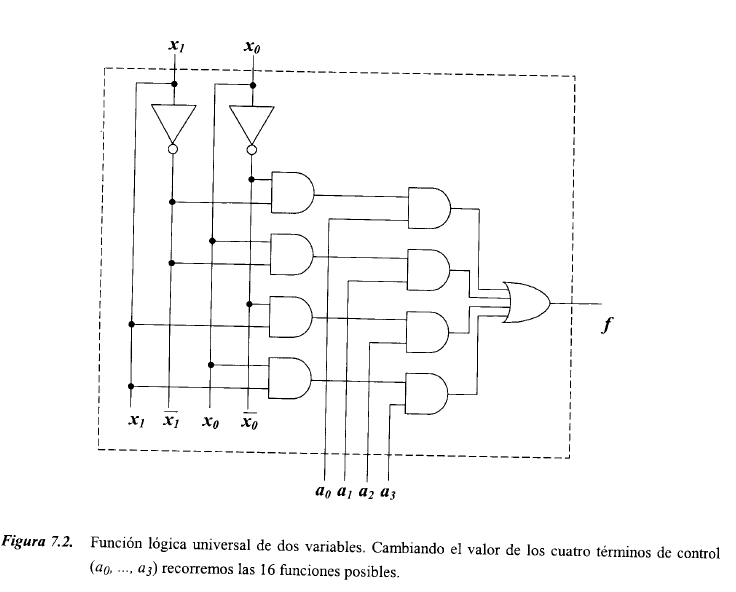 x₁ x₀
f
x₁ x̅₁ x₀ x̅₀
a₀ a₁ a₂ a₃
Figura 7.2. Función lógica universal de dos variables. Cambiando el valor de los cuatro términos de control
(a₀, ..., a₃) recorremos las 16 funciones posibles.